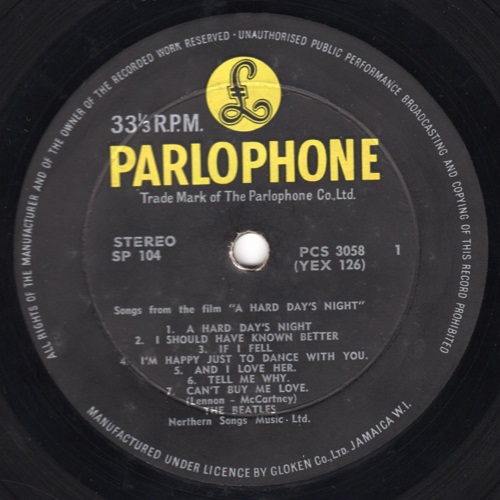 ALL RIGHTS OF THE MANUFACTURER AND OF THE OWNER OF THE RECORDED WORK RESERVED · UNAUTHORISED PUBLIC PERFORMANCE BROADCASTING AND COPYING OF THIS RECORD PROHIBITED
£
33⅓ R.P.M.
PARLOPHONE
Trade Mark of The Parlophone Co., Ltd.
STEREO
SP 104
PCS 3058 1
(YEX 126)
Songs from the film "A HARD DAY'S NIGHT"
1. A HARD DAY'S NIGHT
2. I SHOULD HAVE KNOWN BETTER
3. IF I FELL
4. I'M HAPPY JUST TO DANCE WITH YOU.
5. AND I LOVE HER.
6. TELL ME WHY.
7. CAN'T BUY ME LOVE.
(Lennon - McCartney)
THE BEATLES
Northern Songs Music· Ltd.
MANUFACTURED UNDER LICENCE BY GLOKEN Co., Ltd. JAMAICA W.I.